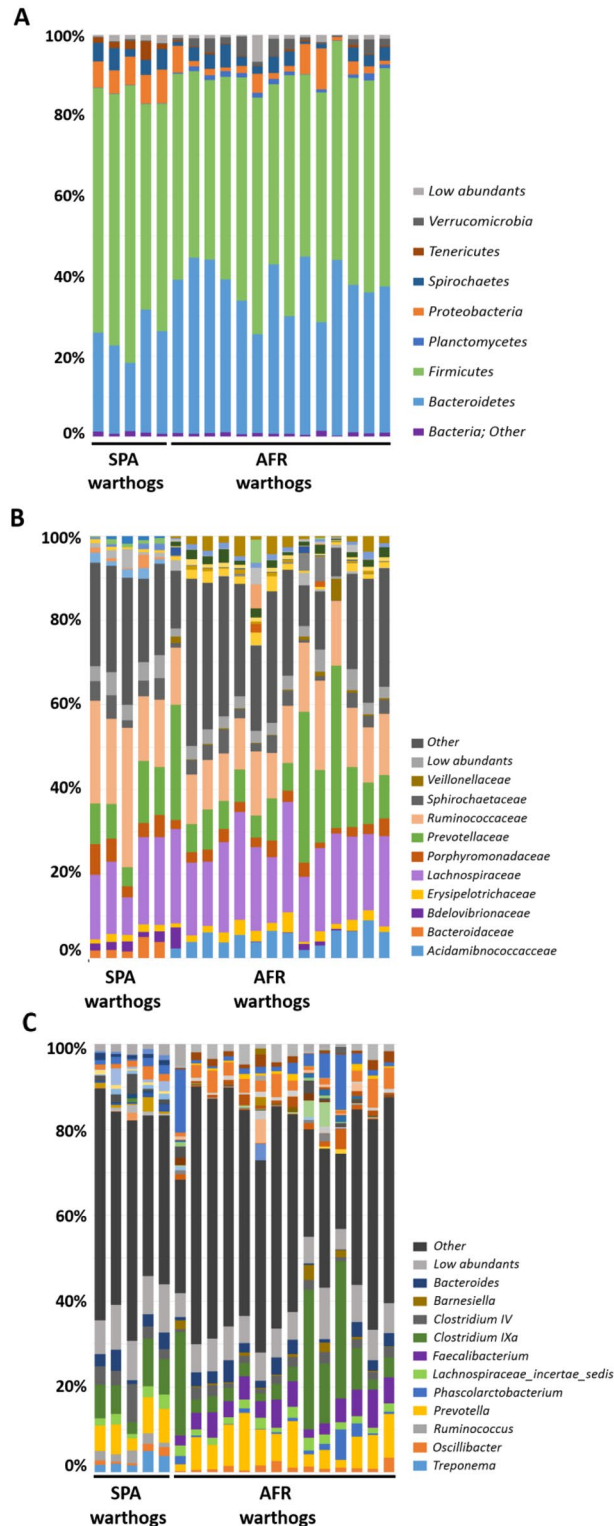 A
100%
80%
60%
40%
20%
0%
Low abundants
Verrucomicrobia
Tenericutes
Spirochaetes
Proteobacteria
Planctomycetes
Firmicutes
Bacteroidetes
Bacteria; Other
SPA
warthogs
AFR
warthogs
B
100%
80%
60%
40%
20%
0%
Other
Low abundants
Veillonellaceae
Sphirochaetaceae
Ruminococcaceae
Prevotellaceae
Porphyromonadaceae
Lachnospiraceae
Erysipelotrichaceae
Bdelovibrionaceae
Bacteroidaceae
Acidamibnococcacceae
SPA
warthogs
AFR
warthogs
C
100%
80%
60%
40%
20%
0%
Other
Low abundants
Bacteroides
Barnesiella
Clostridium IV
Clostridium IXa
Faecalibacterium
Lachnospiraceae_incertae_sedis
Phascolarctobacterium
Prevotella
Ruminococcus
Oscillibacter
Treponema
SPA
warthogs
AFR
warthogs